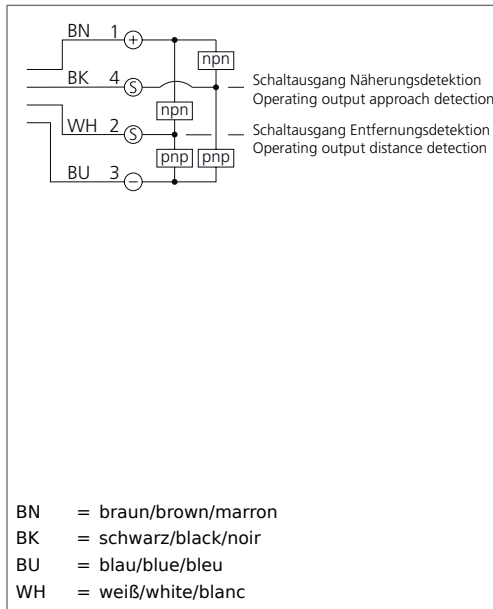 BN 1 +
npn
BK 4 S
Schaltausgang Näherungsdetektion
Operating output approach detection
npn
WH 2 S
Schaltausgang Entfernungsdetektion
Operating output distance detection
pnp pnp
BU 3 −
BN = braun/brown/marron
BK = schwarz/black/noir
BU = blau/blue/bleu
WH = weiß/white/blanc